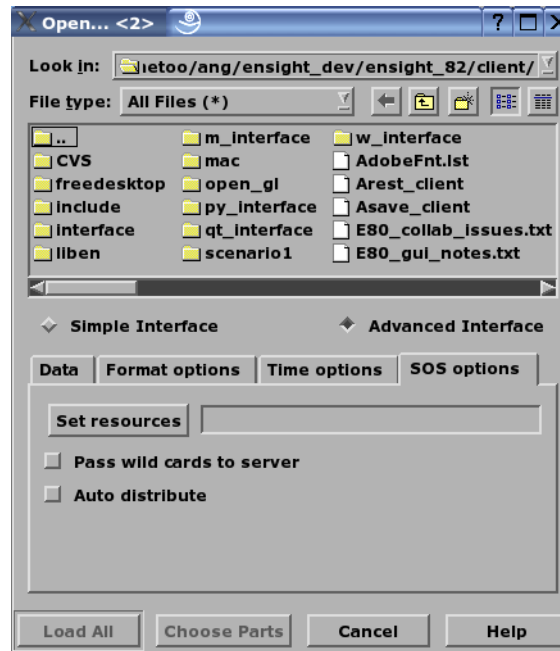 Open... <2>
Look in: netoo/ang/ensight_dev/ensight_82/client/
File type: All Files (*)
.. m_interface w_interface
CVS mac AdobeFnt.lst
freedesktop open_gl Arest_client
include py_interface Asave_client
interface qt_interface E80_collab_issues.txt
liben scenario1 E80_gui_notes.txt
Simple Interface Advanced Interface
Data Format options Time options SOS options
Set resources
Pass wild cards to server
Auto distribute
Load All Choose Parts Cancel Help